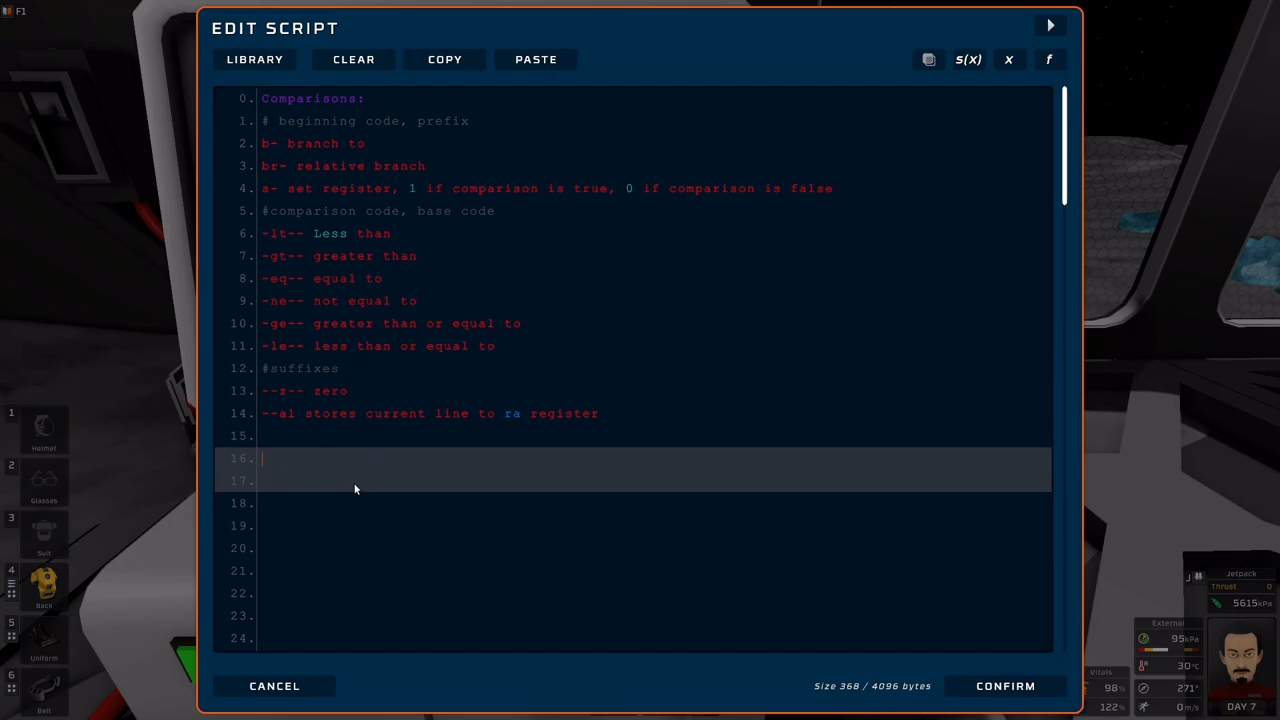 F1
EDIT SCRIPT
LIBRARY CLEAR COPY PASTE s(x) x f
0. Comparisons:
1. # beginning code, prefix
2. b- branch to
3. br- relative branch
4. s- set register, 1 if comparison is true, 0 if comparison is false
5. #comparison code, base code
6. -lt-- Less than
7. -gt-- greater than
8. -eq-- equal to
9. -ne-- not equal to
10. -ge-- greater than or equal to
11. -le-- less than or equal to
12. #suffixes
13. --z-- zero
14. --al stores current line to ra register
15.
16.
17.
18.
19.
20.
21.
22.
23.
24.
CANCEL Size 368 / 4096 bytes CONFIRM
1 Helmet
2 Glasses
3 Suit
4 Back
5 Uniform
6 Belt
Jetpack
Thrust 0
5615kPa
External
95kPa
30°C
271°
0m/s
Vitals
98%
122%
DAY 7